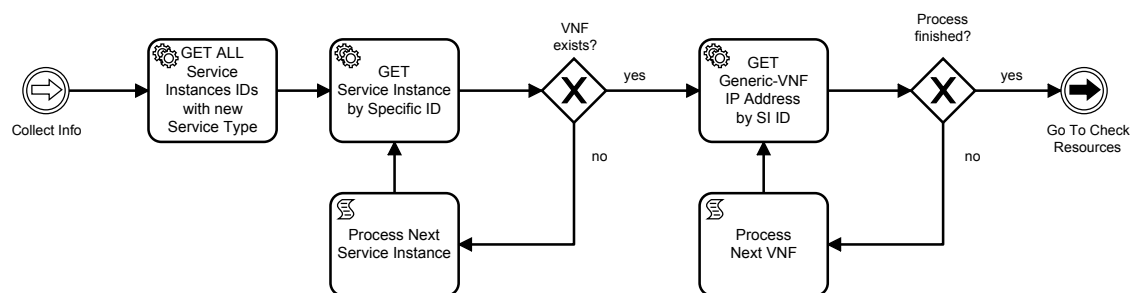 Collect Info
GET ALL
Service
Instances IDs
with new
Service Type
GET
Service Instance
by Specific ID
VNF
exists?
yes
no
Process Next
Service Instance
GET
Generic-VNF
IP Address
by SI ID
Process
finished?
yes
no
Process
Next VNF
Go To Check
Resources